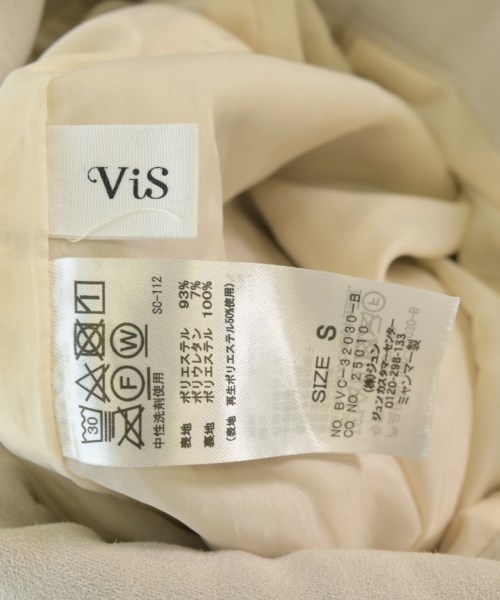 ViS
30
F
W
SO-112
中性洗剤使用
表地 ポリエステル 93%
ポリウレタン 7%
裏地 ポリエステル 100%
(表地 再生ポリエステル50%使用)
SIZE S
NO. BVC-32030-B
CO. NO. 25010
(株)ジュン
ジュンカスタマーセンター
0120-298-133
ミャンマー製